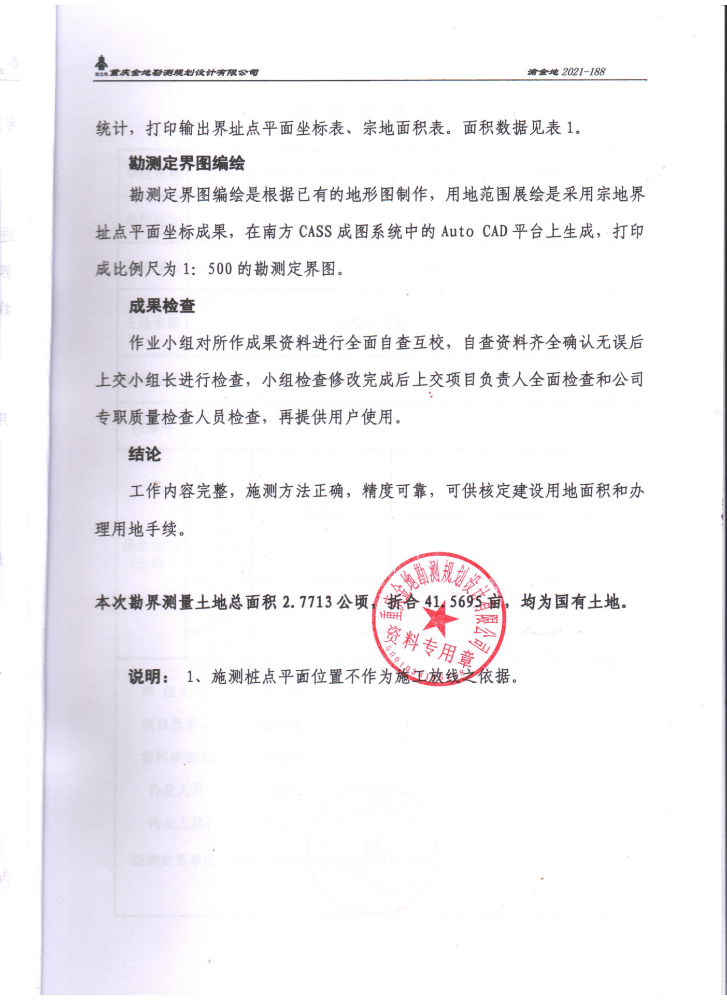 重庆金地勘测规划设计有限公司
渝金地 2021-188
统计，打印输出界址点平面坐标表、宗地面积表。面积数据见表 1。
勘测定界图编绘
勘测定界图编绘是根据已有的地形图制作，用地范围展绘是采用宗地界
址点平面坐标成果，在南方 CASS 成图系统中的 Auto CAD 平台上生成，打印
成比例尺为 1： 500 的勘测定界图。
成果检查
作业小组对所作成果资料进行全面自查互校，自查资料齐全确认无误后
上交小组长进行检查，小组检查修改完成后上交项目负责人全面检查和公司
专职质量检查人员检查，再提供用户使用。
结论
工作内容完整，施测方法正确，精度可靠，可供核定建设用地面积和办
理用地手续。
本次勘界测量土地总面积 2.7713 公顷，折合 41.5695 亩，均为国有土地。
重庆金地勘测规划设计有限公司
资料专用章
说明： 1、施测桩点平面位置不作为施工放线之依据。